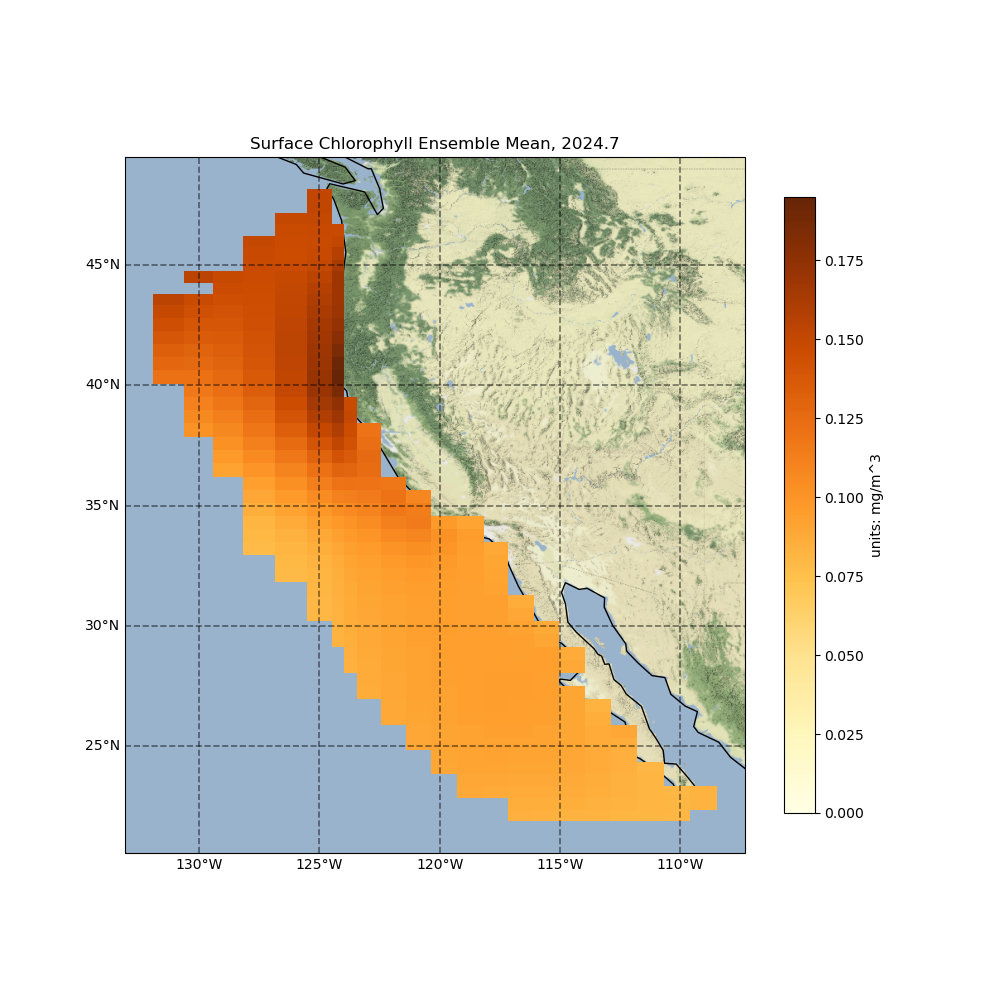 Surface Chlorophyll Ensemble Mean, 2024.7
45°N
40°N
35°N
30°N
25°N
130°W
125°W
120°W
115°W
110°W
0.175
0.150
0.125
0.100
0.075
0.050
0.025
0.000
units: mg/m^3